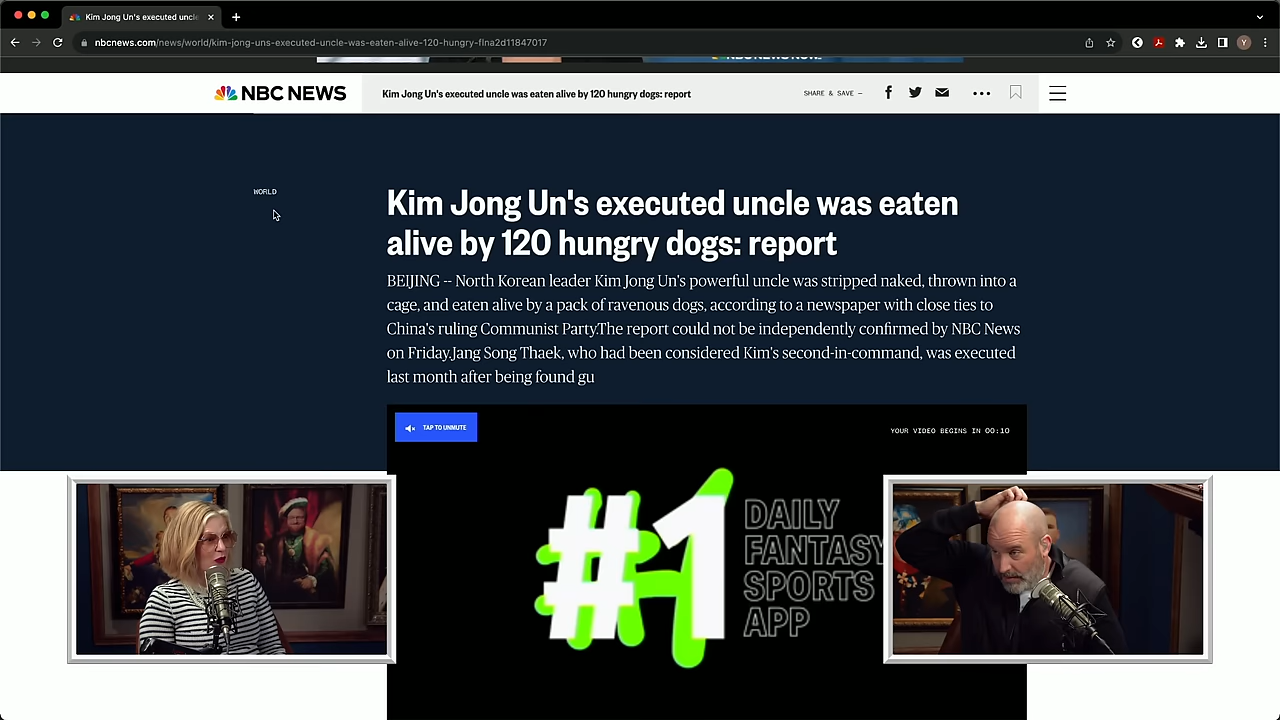 Kim Jong Un's executed uncle
nbcnews.com/news/world/kim-jong-uns-executed-uncle-was-eaten-alive-120-hungry-flna2d11847017
Y
NBC NEWS NOW
NBC NEWS
Kim Jong Un's executed uncle was eaten alive by 120 hungry dogs: report
SHARE & SAVE —
WORLD
Kim Jong Un's executed uncle was eaten
alive by 120 hungry dogs: report
BEIJING -- North Korean leader Kim Jong Un's powerful uncle was stripped naked, thrown into a
cage, and eaten alive by a pack of ravenous dogs, according to a newspaper with close ties to
China's ruling Communist Party.The report could not be independently confirmed by NBC News
on Friday.Jang Song Thaek, who had been considered Kim's second-in-command, was executed
last month after being found gu
TAP TO UNMUTE
YOUR VIDEO BEGINS IN 00:10
#1
DAILY
FANTASY
SPORTS
APP